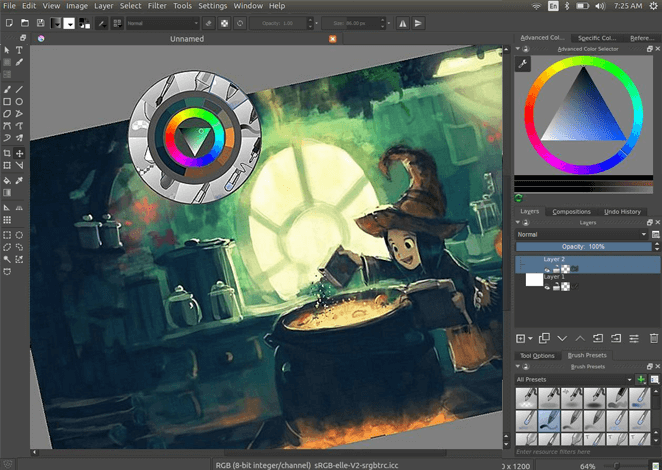 File Edit View Image Layer Select Filter Tools Settings Window Help
En
7:25 AM
Normal
Opacity: 1.00
Size: 90.00 px
Unnamed
Advanced Col...
Specific Col...
Refere...
Advanced Color Selector
Layers
Compositions
Undo History
Layers
Normal
Opacity: 100%
Layer 2
Layer 1
Tool Options
Brush Presets
Brush Presets
All Presets
Enter resource filters here
RGB (8-bit integer/channel) sRGB-elle-V2-srgbtrc.icc
0 x 1200
64%